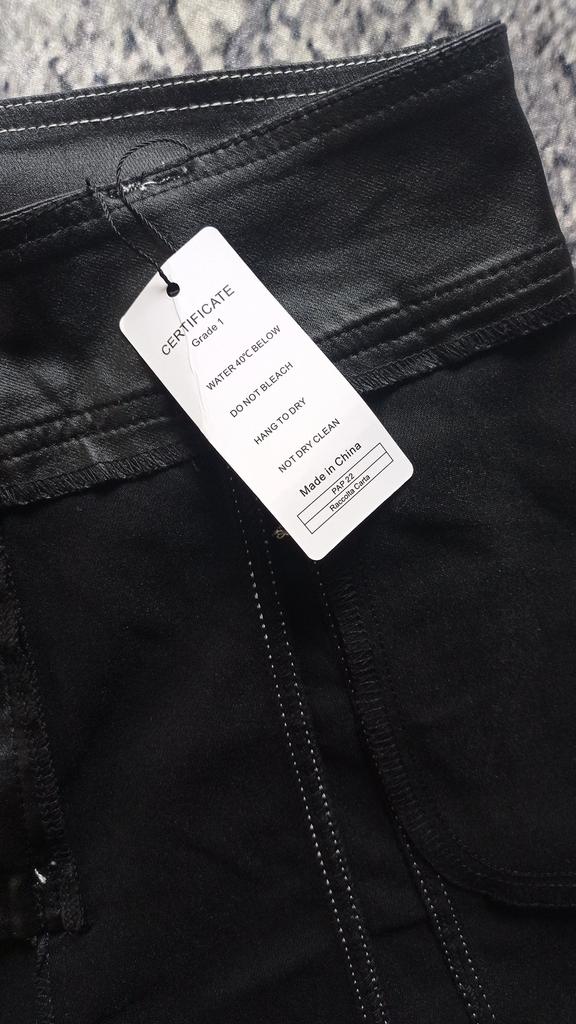 CERTIFICATE
Grade 1
WATER 40℃ BELOW
DO NOT BLEACH
HANG TO DRY
NOT DRY CLEAN
Made in China
PAP 22
Raccolta Carta